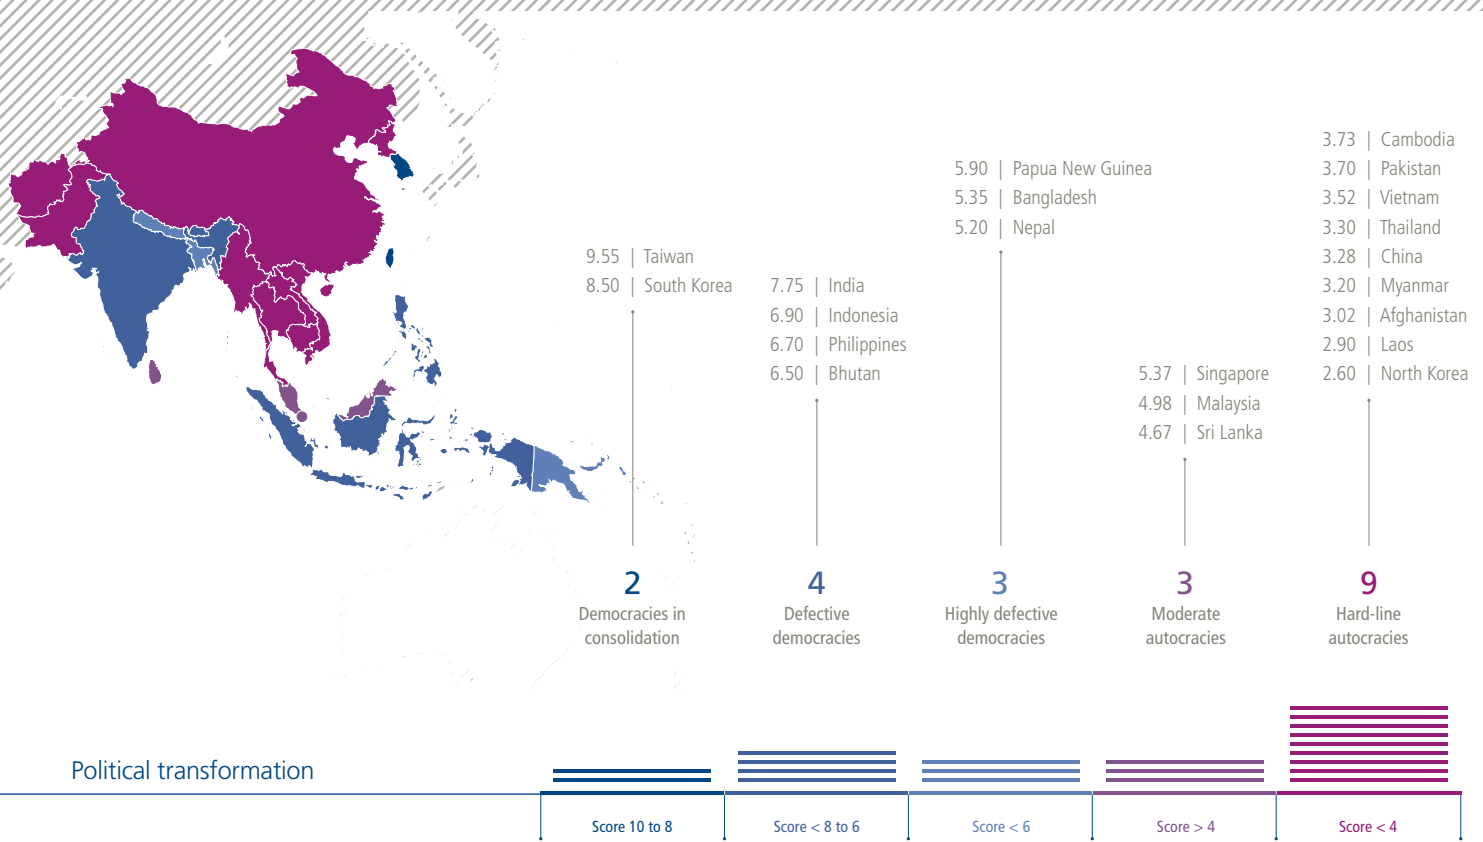 9.55 | Taiwan
8.50 | South Korea
7.75 | India
6.90 | Indonesia
6.70 | Philippines
6.50 | Bhutan
5.90 | Papua New Guinea
5.35 | Bangladesh
5.20 | Nepal
5.37 | Singapore
4.98 | Malaysia
4.67 | Sri Lanka
3.73 | Cambodia
3.70 | Pakistan
3.52 | Vietnam
3.30 | Thailand
3.28 | China
3.20 | Myanmar
3.02 | Afghanistan
2.90 | Laos
2.60 | North Korea
2
Democracies in
consolidation
4
Defective
democracies
3
Highly defective
democracies
3
Moderate
autocracies
9
Hard-line
autocracies
Political transformation
Score 10 to 8
Score < 8 to 6
Score < 6
Score > 4
Score < 4